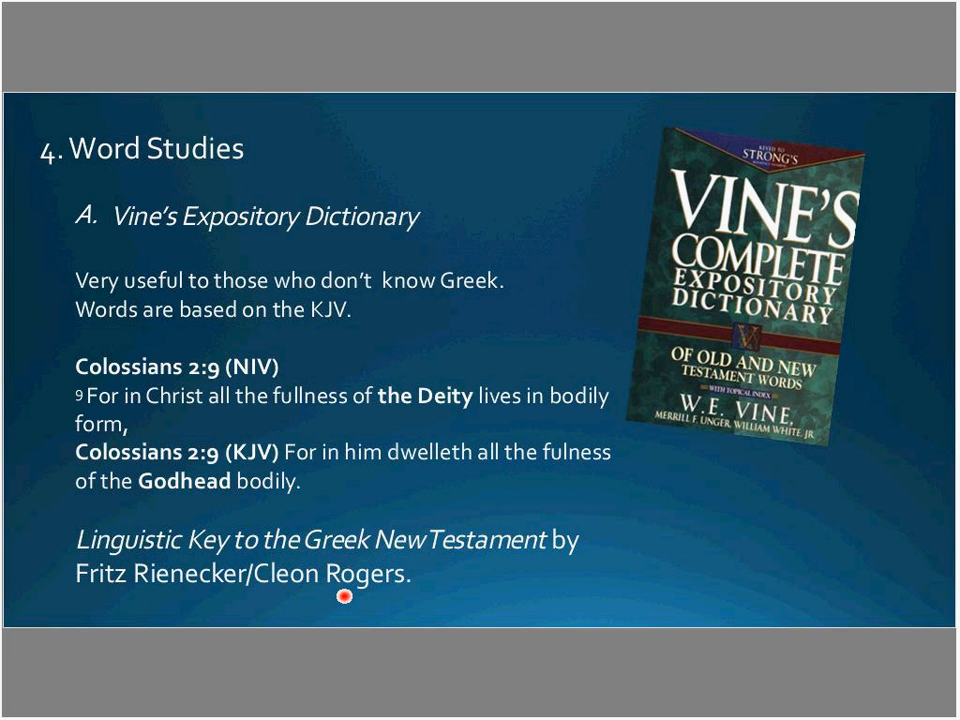 4. Word Studies
A. Vine's Expository Dictionary
Very useful to those who don't know Greek.
Words are based on the KJV.
Colossians 2:9 (NIV)
9 For in Christ all the fullness of the Deity lives in bodily
form,
Colossians 2:9 (KJV) For in him dwelleth all the fulness
of the Godhead bodily.
Linguistic Key to the Greek New Testament by
Fritz Rienecker/Cleon Rogers.
KEYED TO
STRONG'S
VINE'S
COMPLETE
EXPOSITORY
DICTIONARY
V
OF OLD AND NEW
TESTAMENT WORDS
WITH TOPICAL INDEX
W. E. VINE,
MERRILL F. UNGER, WILLIAM WHITE, JR.